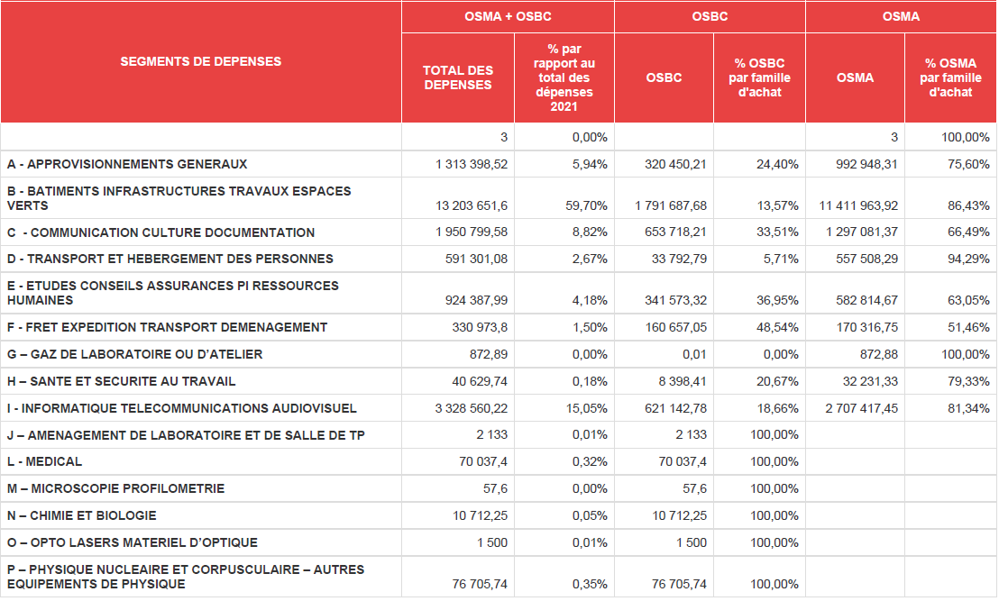 SEGMENTS DE DEPENSES
OSMA + OSBC
OSBC
OSMA
TOTAL DES
DEPENSES
% par
rapport au
total des
dépenses
2021
OSBC
% OSBC
par famille
d'achat
OSMA
% OSMA
par famille
d'achat
3 0,00% 3 100,00%
A - APPROVISIONNEMENTS GENERAUX 1 313 398,52 5,94% 320 450,21 24,40% 992 948,31 75,60%
B - BATIMENTS INFRASTRUCTURES TRAVAUX ESPACES
VERTS 13 203 651,6 59,70% 1 791 687,68 13,57% 11 411 963,92 86,43%
C - COMMUNICATION CULTURE DOCUMENTATION 1 950 799,58 8,82% 653 718,21 33,51% 1 297 081,37 66,49%
D - TRANSPORT ET HEBERGEMENT DES PERSONNES 591 301,08 2,67% 33 792,79 5,71% 557 508,29 94,29%
E - ETUDES CONSEILS ASSURANCES PI RESSOURCES
HUMAINES 924 387,99 4,18% 341 573,32 36,95% 582 814,67 63,05%
F - FRET EXPEDITION TRANSPORT DEMENAGEMENT 330 973,8 1,50% 160 657,05 48,54% 170 316,75 51,46%
G – GAZ DE LABORATOIRE OU D’ATELIER 872,89 0,00% 0,01 0,00% 872,88 100,00%
H – SANTE ET SECURITE AU TRAVAIL 40 629,74 0,18% 8 398,41 20,67% 32 231,33 79,33%
I - INFORMATIQUE TELECOMMUNICATIONS AUDIOVISUEL 3 328 560,22 15,05% 621 142,78 18,66% 2 707 417,45 81,34%
J – AMENAGEMENT DE LABORATOIRE ET DE SALLE DE TP 2 133 0,01% 2 133 100,00%
L - MEDICAL 70 037,4 0,32% 70 037,4 100,00%
M – MICROSCOPIE PROFILOMETRIE 57,6 0,00% 57,6 100,00%
N – CHIMIE ET BIOLOGIE 10 712,25 0,05% 10 712,25 100,00%
O – OPTO LASERS MATERIEL D’OPTIQUE 1 500 0,01% 1 500 100,00%
P – PHYSIQUE NUCLEAIRE ET CORPUSCULAIRE – AUTRES
EQUIPEMENTS DE PHYSIQUE 76 705,74 0,35% 76 705,74 100,00%